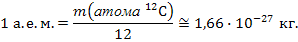 1 а.е.м. = m(атома ¹²C)/12 ≅ 1,66 · 10⁻²⁷ кг.